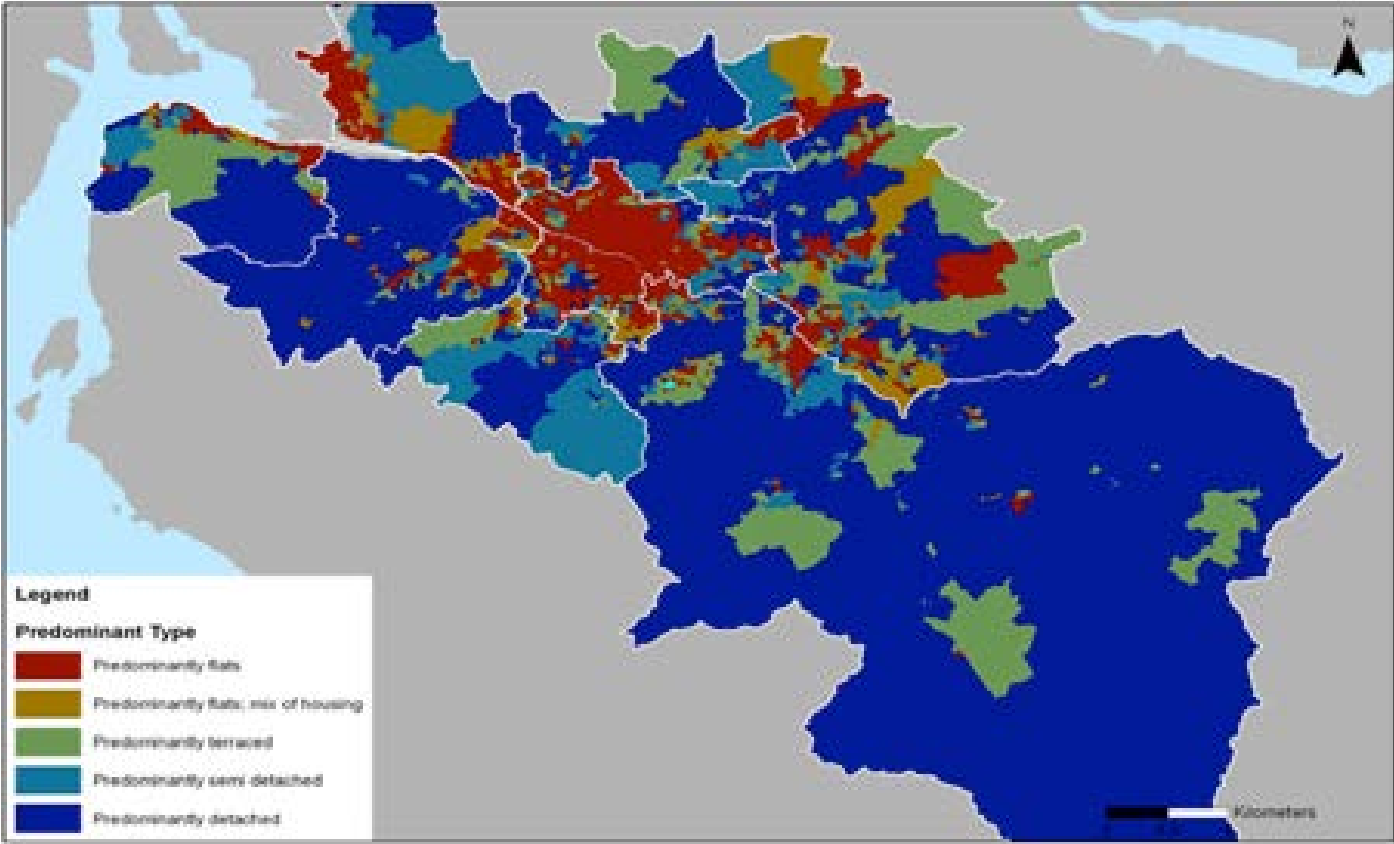 N
Legend
Predominant Type
Predominantly flats
Predominantly flats; mix of housing
Predominantly terraced
Predominantly semi detached
Predominantly detached
Kilometers